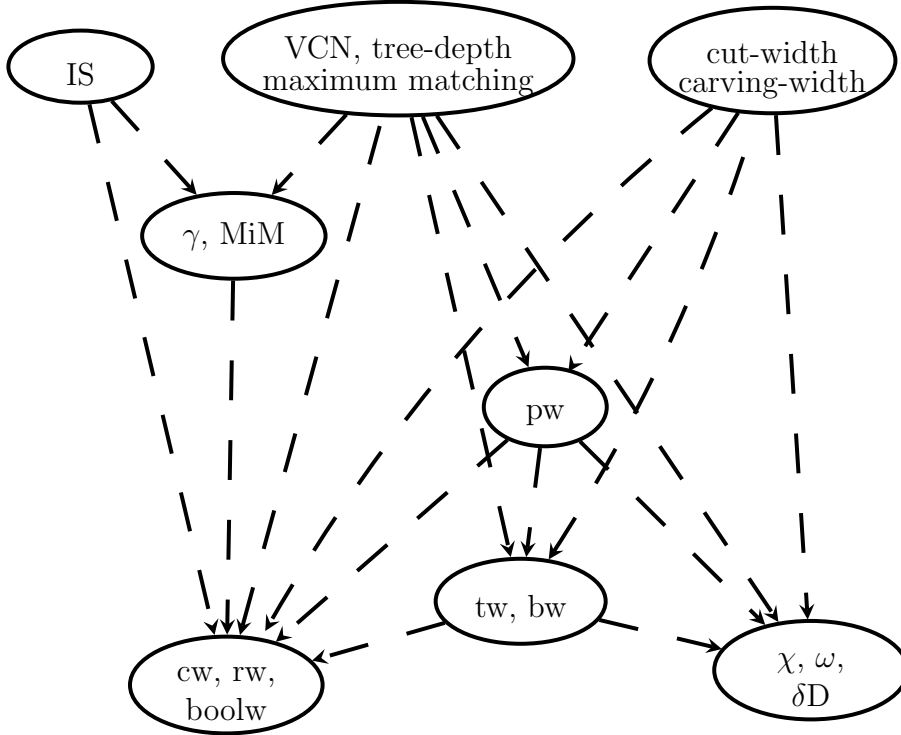 IS
VCN, tree-depth
maximum matching
cut-width
carving-width
γ, MiM
pw
tw, bw
cw, rw,
boolw
χ, ω,
δD